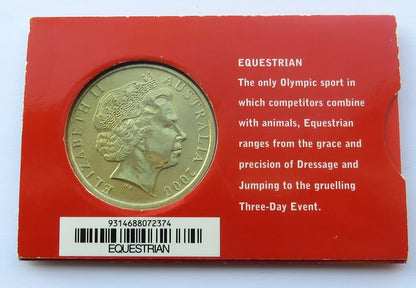 ELIZABETH II AUSTRALIA 2000
EQUESTRIAN
The only Olympic sport in
which competitors combine
with animals, Equestrian
ranges from the grace and
precision of Dressage and
Jumping to the gruelling
Three-Day Event.
9314688072374
EQUESTRIAN